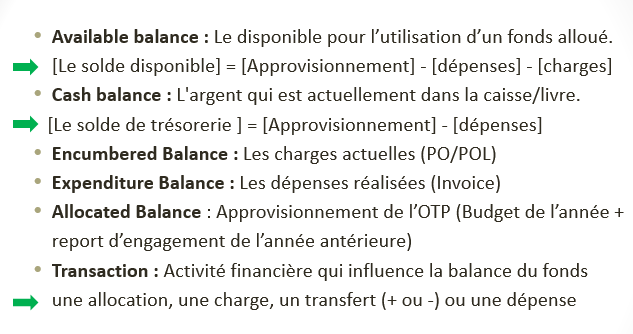 • Available balance : Le disponible pour l’utilisation d’un fonds alloué.
[Le solde disponible] = [Approvisionnement] - [dépenses] - [charges]
• Cash balance : L'argent qui est actuellement dans la caisse/livre.
[Le solde de trésorerie ] = [Approvisionnement] - [dépenses]
• Encumbered Balance : Les charges actuelles (PO/POL)
• Expenditure Balance : Les dépenses réalisées (Invoice)
• Allocated Balance : Approvisionnement de l’OTP (Budget de l’année +
report d’engagement de l’année antérieure)
• Transaction : Activité financière qui influence la balance du fonds
une allocation, une charge, un transfert (+ ou -) ou une dépense